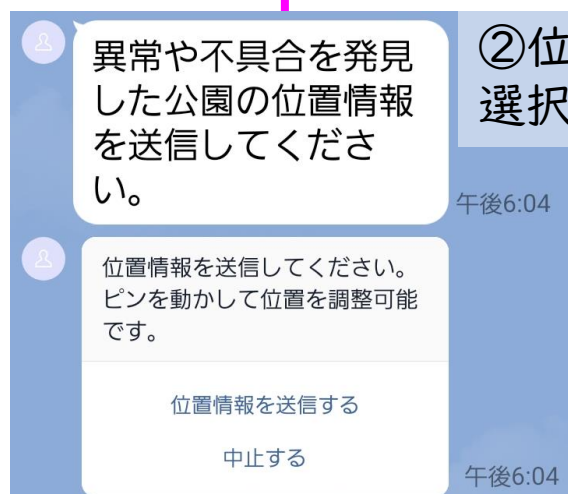 異常や不具合を発見
した公園の位置情報
を送信してくださ
い。
午後6:04
②位
選択
位置情報を送信してください。
ピンを動かして位置を調整可能
です。
位置情報を送信する
中止する
午後6:04